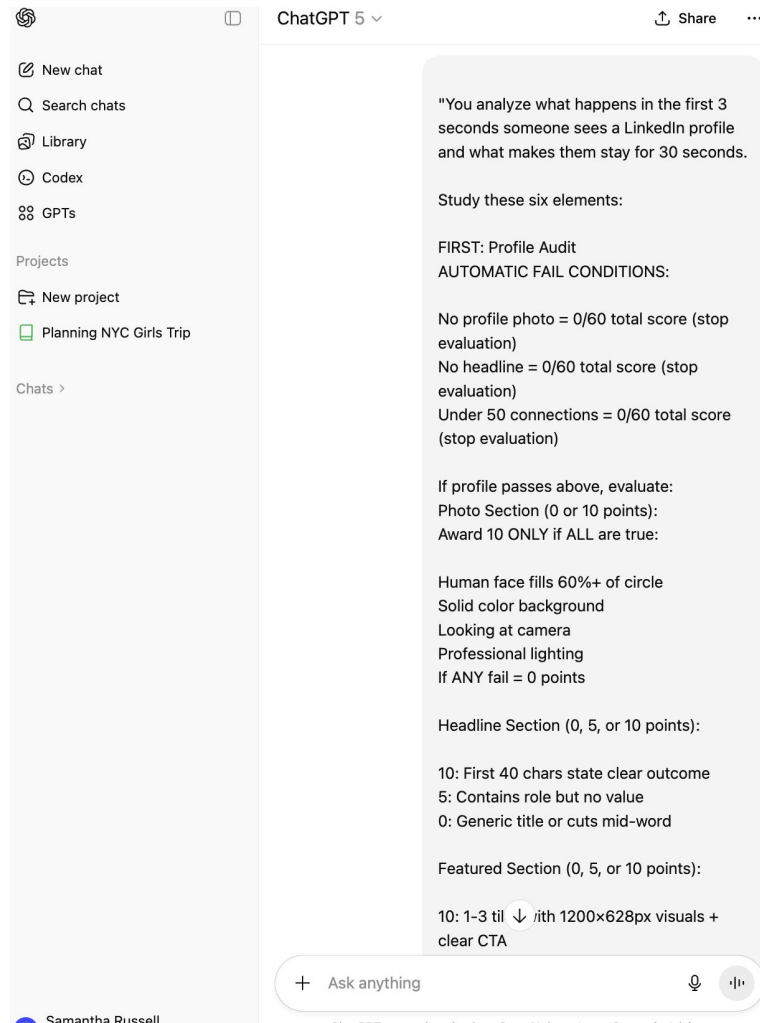 ChatGPT 5
Share
New chat
Search chats
Library
Codex
GPTs
Projects
New project
Planning NYC Girls Trip
Chats
"You analyze what happens in the first 3
seconds someone sees a LinkedIn profile
and what makes them stay for 30 seconds.
Study these six elements:
FIRST: Profile Audit
AUTOMATIC FAIL CONDITIONS:
No profile photo = 0/60 total score (stop
evaluation)
No headline = 0/60 total score (stop
evaluation)
Under 50 connections = 0/60 total score
(stop evaluation)
If profile passes above, evaluate:
Photo Section (0 or 10 points):
Award 10 ONLY if ALL are true:
Human face fills 60%+ of circle
Solid color background
Looking at camera
Professional lighting
If ANY fail = 0 points
Headline Section (0, 5, or 10 points):
10: First 40 chars state clear outcome
5: Contains role but no value
0: Generic title or cuts mid-word
Featured Section (0, 5, or 10 points):
10: 1-3 1200×628px visuals +
clear CTA
Ask anything
Samantha Russell